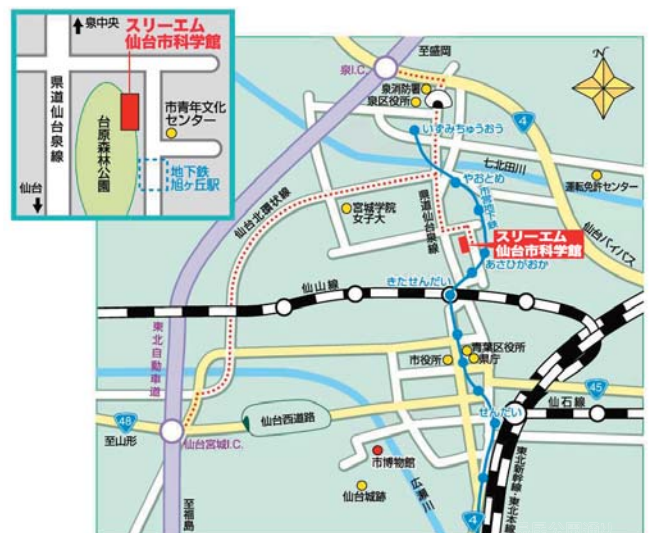 泉中央
スリーエム
仙台市科学館
県道仙台泉線
台原森林公園
市青年文化
センター
地下鉄
旭ヶ丘駅
仙台
至盛岡
N
泉I.C.
泉消防署
泉区役所
4
いずみちゅうおう
七北田川
やおとめ
運転免許センター
市営地下鉄
県道仙台泉線
仙台北環状線
宮城学院
女子大
仙台バイパス
スリーエム
仙台市科学館
あさひがおか
きたせんだい
仙山線
東北自動車道
青葉区役所
市役所
県庁
45
仙石線
せんだい
48
仙台西道路
至山形
仙台宮城I.C.
市博物館
広瀬川
仙台城跡
至福島
4
東北新幹線・東北本線